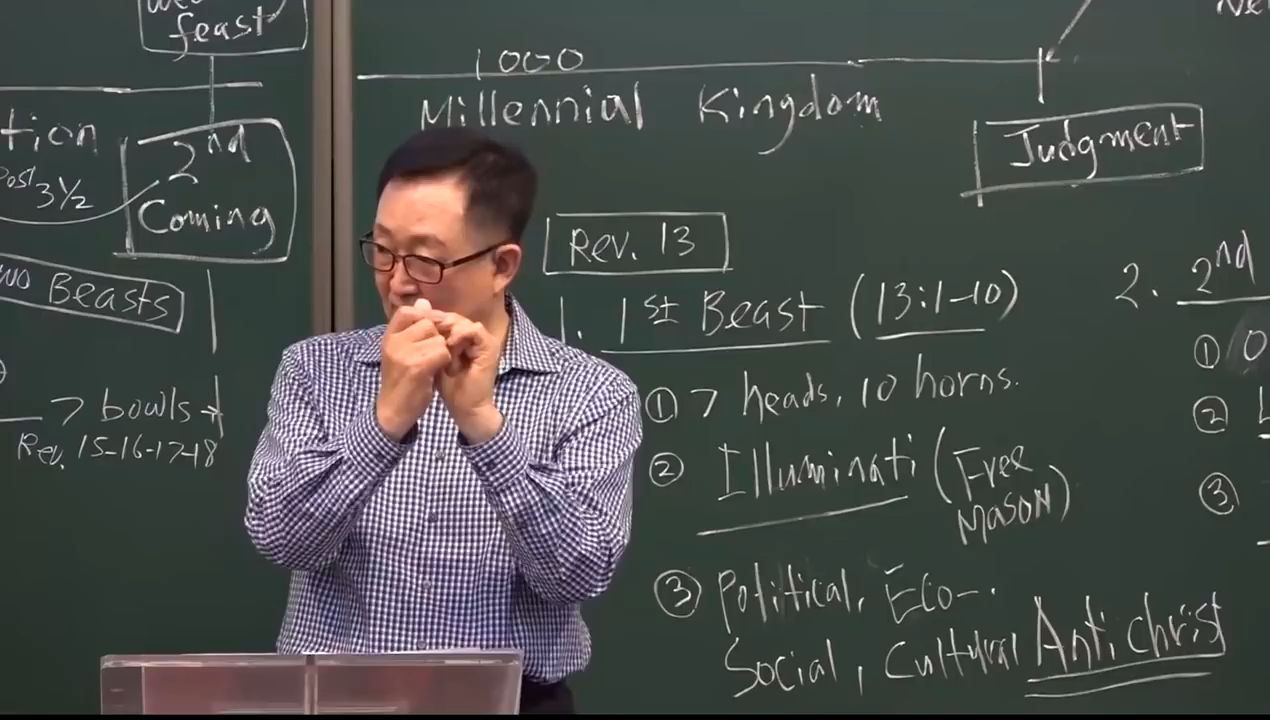 feast
2nd
Coming
Post 3½
Beasts
7 bowls
Rev. 15-16-17-18
1000
Millennial Kingdom
Judgment
Rev. 13
1. 1st Beast (13:1-10)
① 7 heads, 10 horns.
② Illuminati (Free
Mason)
③ Political, Eco-.
Social, Cultural Antichrist
2. 2nd
①
②
③